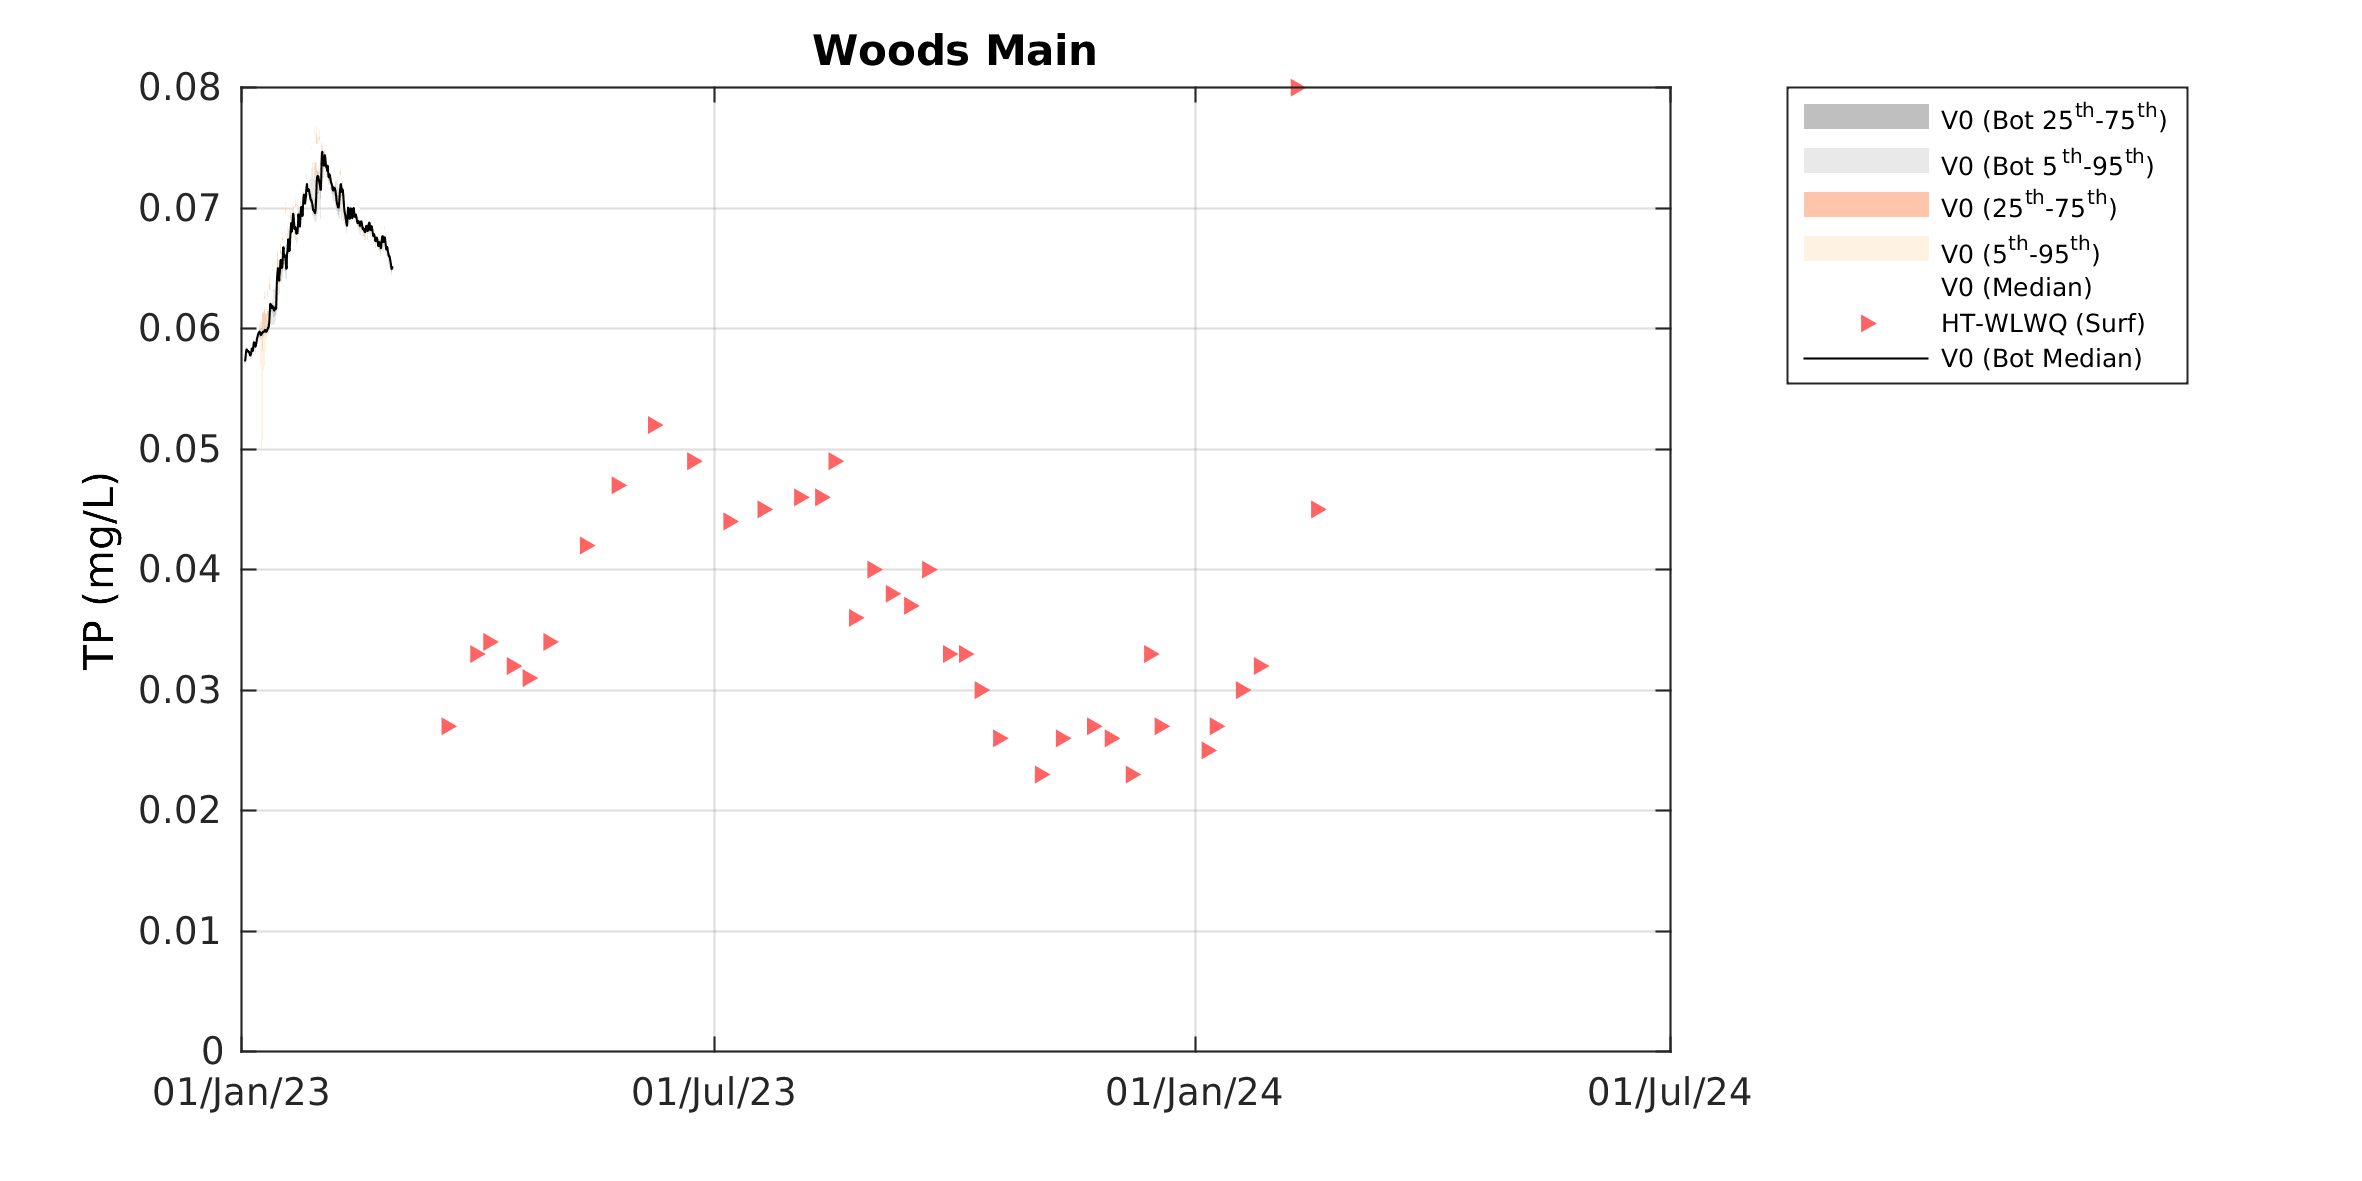 Woods Main
0.08
0.07
0.06
0.05
0.04
0.03
0.02
0.01
0
TP (mg/L)
01/Jan/23
01/Jul/23
01/Jan/24
01/Jul/24
V0 (Bot 25th-75th)
V0 (Bot 5th-95th)
V0 (25th-75th)
V0 (5th-95th)
V0 (Median)
HT-WLWQ (Surf)
V0 (Bot Median)